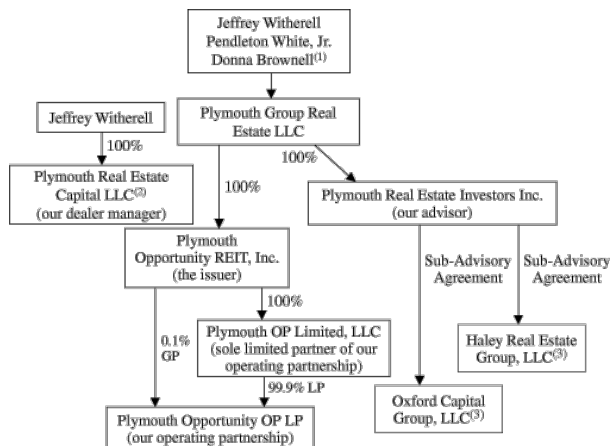 Jeffrey Witherell
Pendleton White, Jr.
Donna Brownell(1)
Jeffrey Witherell
Plymouth Group Real
Estate LLC
100%
100%
Plymouth Real Estate
Capital LLC(2)
(our dealer manager)
100%
Plymouth Real Estate Investors Inc.
(our advisor)
Plymouth
Opportunity REIT, Inc.
(the issuer)
Sub-Advisory
Agreement
Sub-Advisory
Agreement
100%
0.1%
GP
Plymouth OP Limited, LLC
(sole limited partner of our
operating partnership)
Haley Real Estate
Group, LLC(3)
99.9% LP
Oxford Capital
Group, LLC(3)
Plymouth Opportunity OP LP
(our operating partnership)